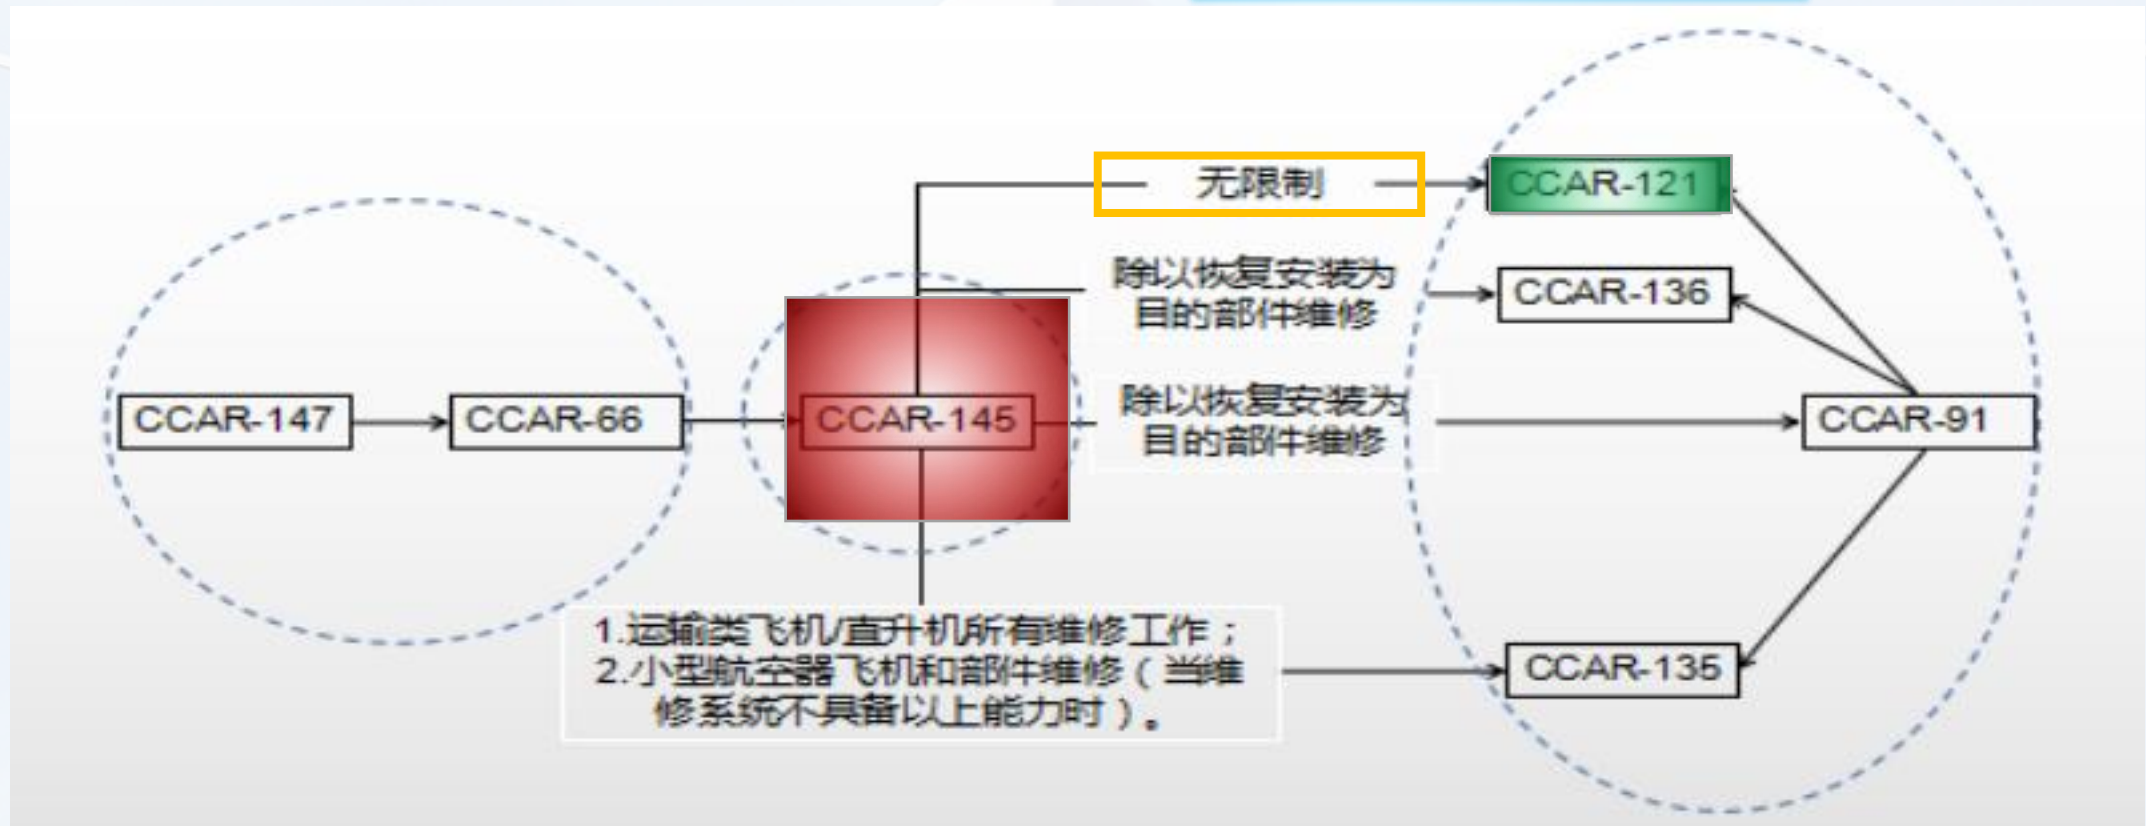 无限制
CCAR-121
除以恢复安装为
目的部件维修
CCAR-136
CCAR-147
CCAR-66
CCAR-145
除以恢复安装为
目的部件维修
CCAR-91
1.运输类飞机/直升机所有维修工作；
2.小型航空器飞机和部件维修（当维
修系统不具备以上能力时）。
CCAR-135